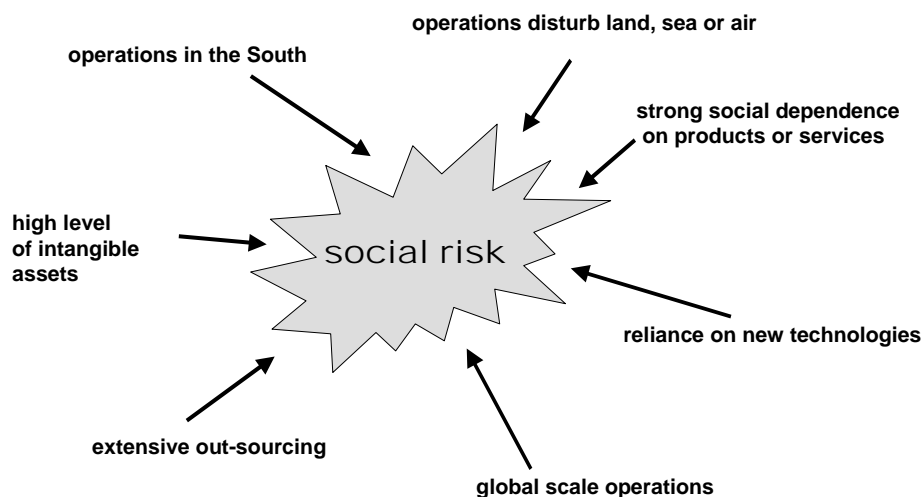 operations disturb land, sea or air
operations in the South
strong social dependence
on products or services
high level
of intangible
assets
social risk
reliance on new technologies
extensive out-sourcing
global scale operations